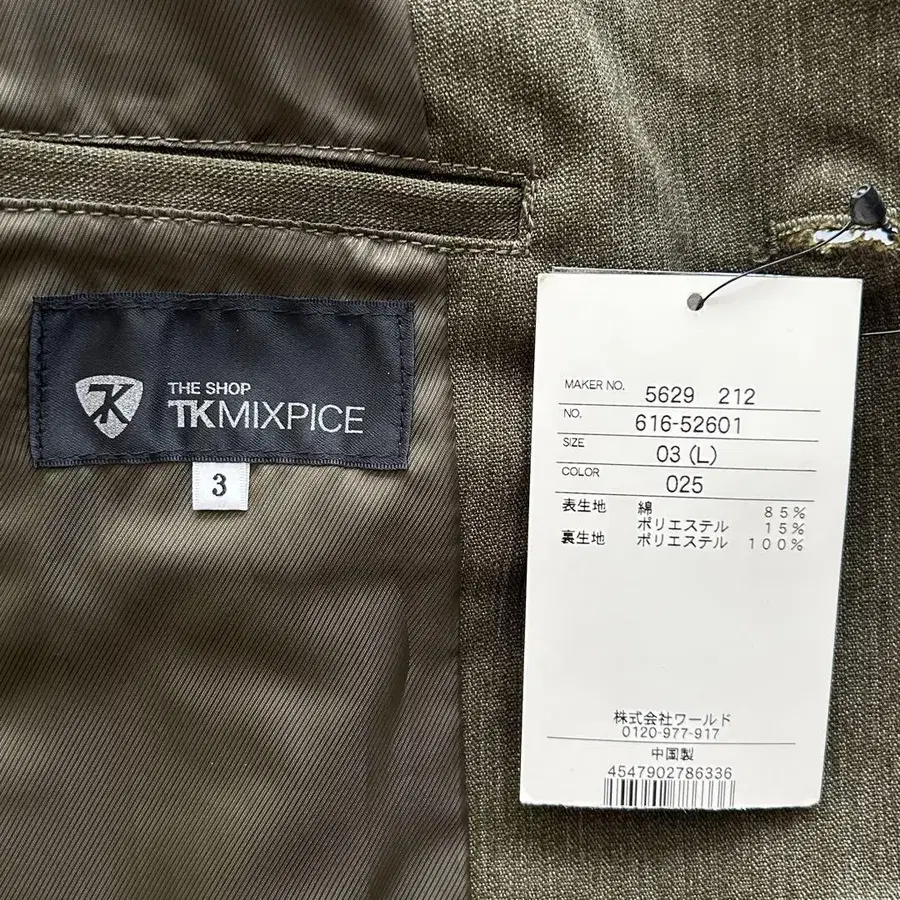 THE SHOP
TKMIXPICE
3
MAKER NO. 5629 212
NO. 616-52601
SIZE 03 (L)
COLOR 025
表生地 綿 85%
ポリエステル 15%
裏生地 ポリエステル 100%
株式会社ワールド
0120-977-917
中国製
4547902786336